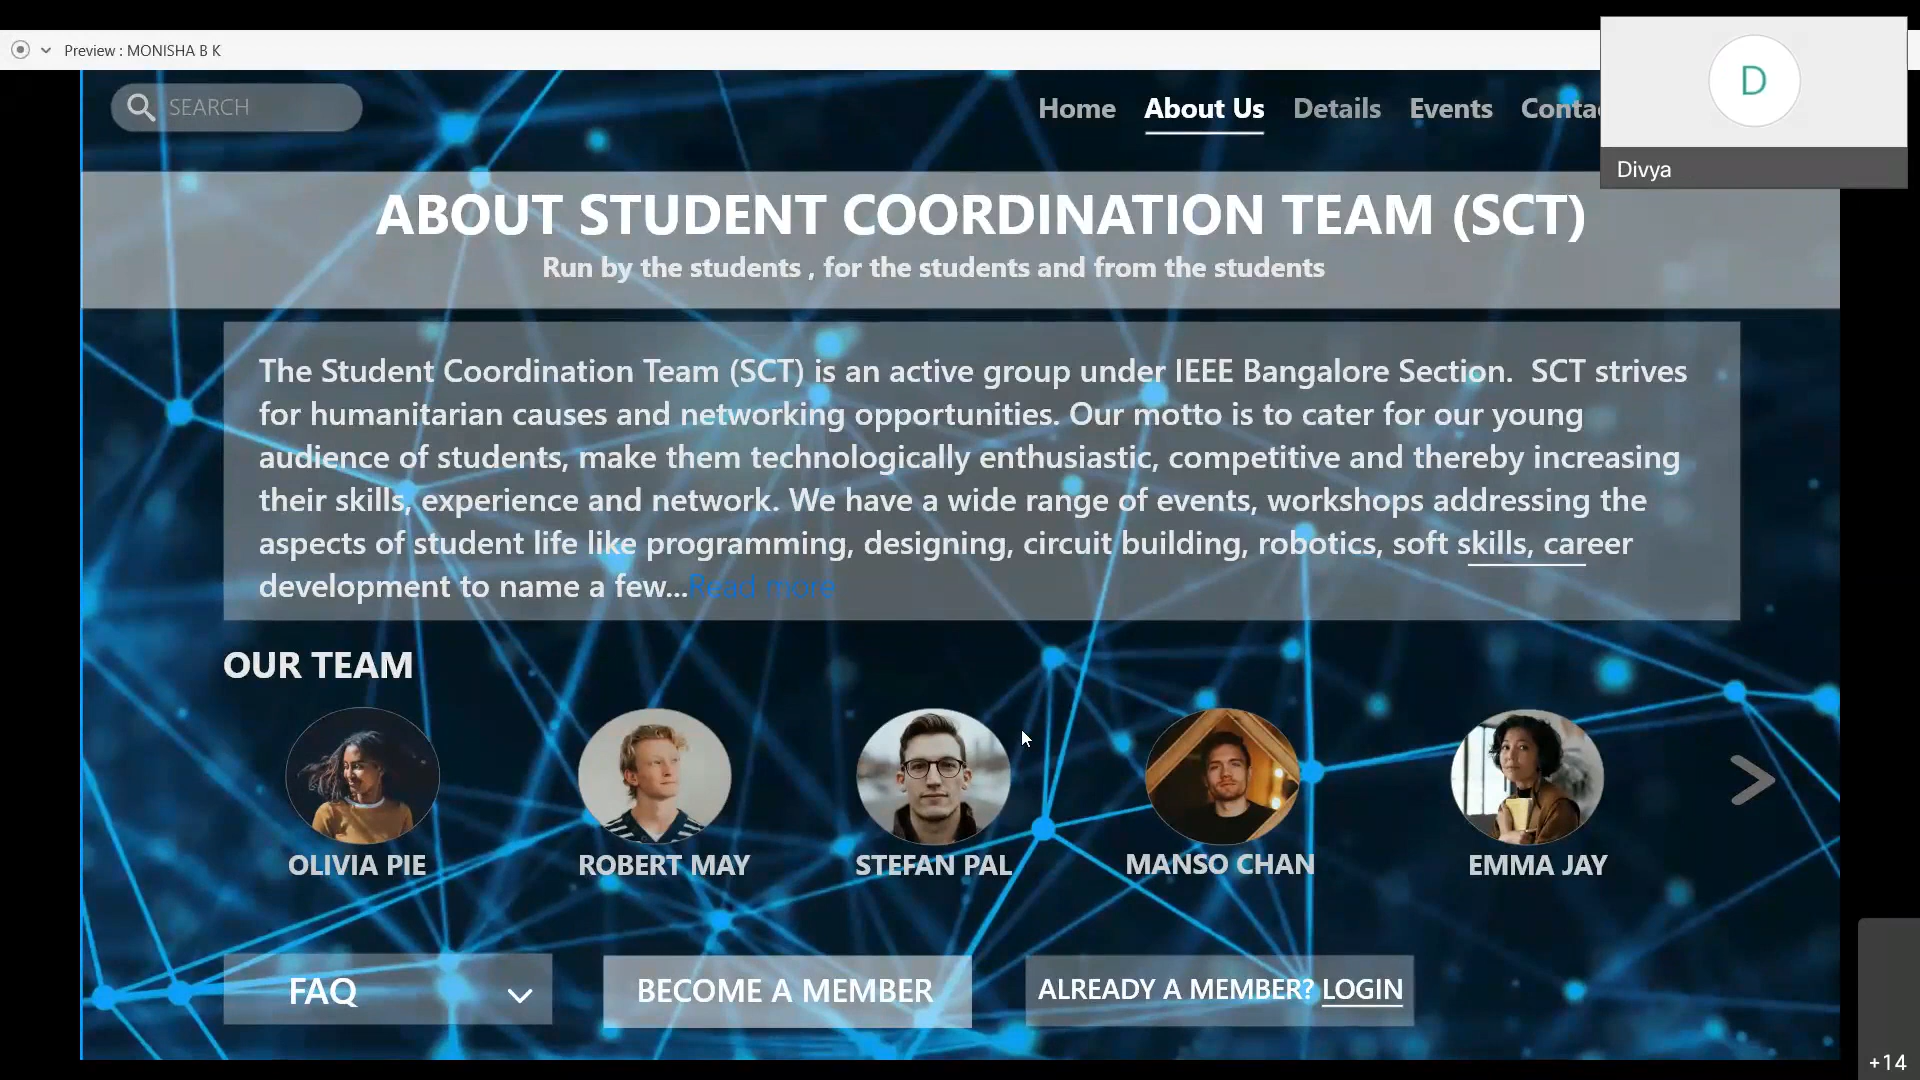 Preview : MONISHA B K
D
Divya
SEARCH
Home About Us Details Events
ABOUT STUDENT COORDINATION TEAM (SCT)
Run by the students , for the students and from the students
The Student Coordination Team (SCT) is an active group under IEEE Bangalore Section. SCT strives
for humanitarian causes and networking opportunities. Our motto is to cater for our young
audience of students, make them technologically enthusiastic, competitive and thereby increasing
their skills, experience and network. We have a wide range of events, workshops addressing the
aspects of student life like programming, designing, circuit building, robotics, soft skills, career
development to name a few...Read more
OUR TEAM
OLIVIA PIE ROBERT MAY STEFAN PAL MANSO CHAN EMMA JAY
FAQ BECOME A MEMBER ALREADY A MEMBER? LOGIN
+14